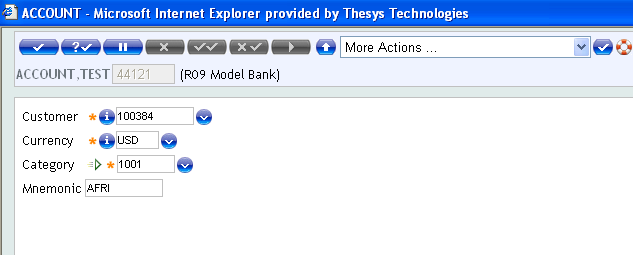 ACCOUNT - Microsoft Internet Explorer provided by Thesys Technologies
More Actions ...
ACCOUNT,TEST 44121 (R09 Model Bank)
Customer 100384
Currency USD
Category 1001
Mnemonic AFRI